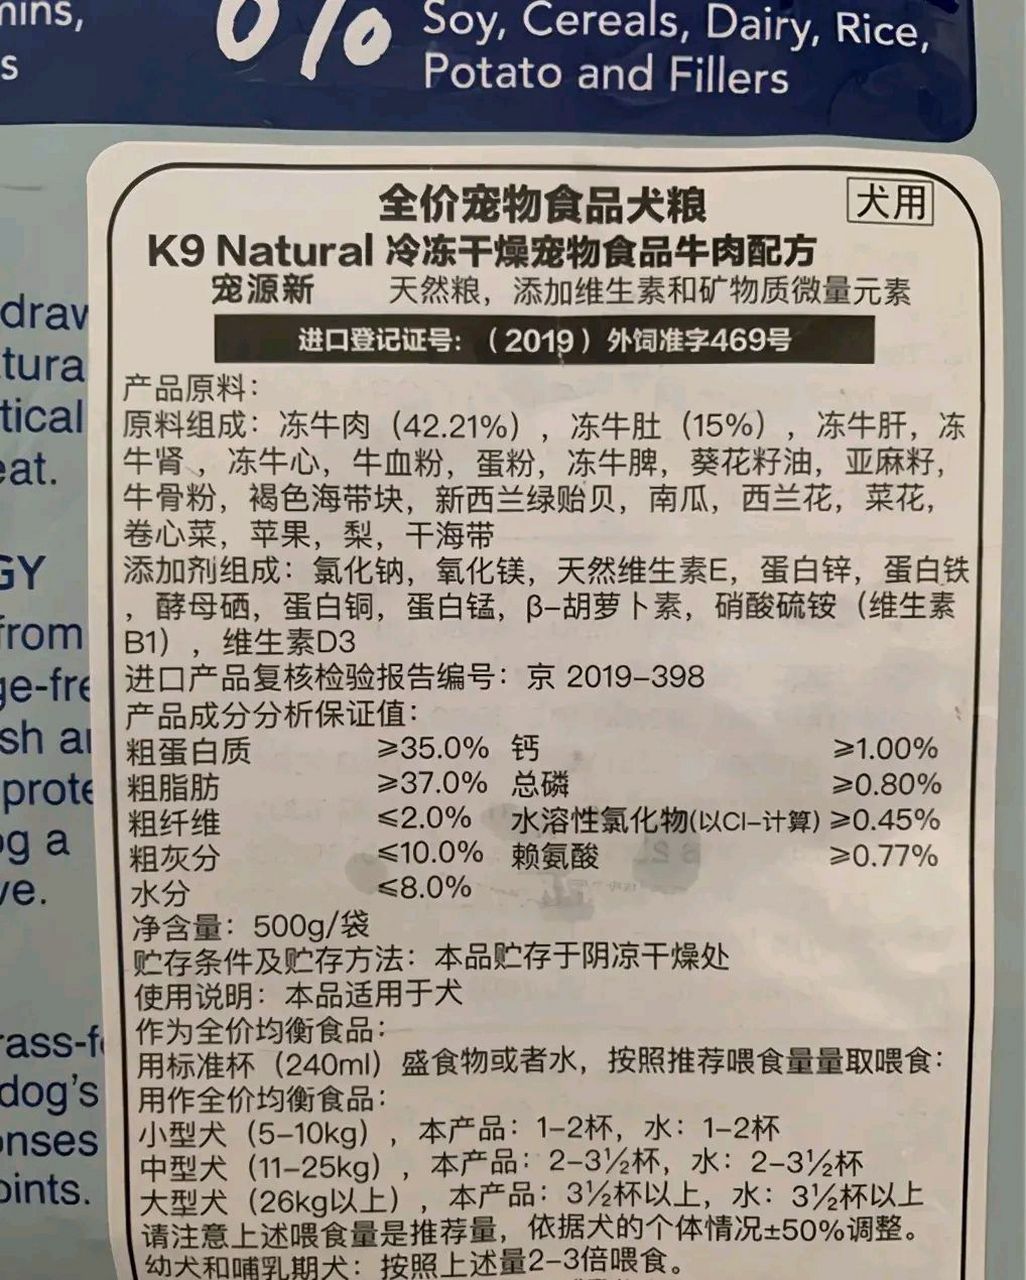 mins,
s
0%
Soy, Cereals, Dairy, Rice,
Potato and Fillers
eat.
GY
from
og a
ve.
dog's
全价宠物食品犬粮
犬用
K9 Natural 冷冻干燥宠物食品牛肉配方
宠源新 天然粮，添加维生素和矿物质微量元素
进口登记证号：（2019）外饲准字469号
产品原料：
原料组成：冻牛肉（42.21%），冻牛肚（15%），冻牛肝，冻
牛肾，冻牛心，牛血粉，蛋粉，冻牛脾，葵花籽油，亚麻籽，
牛骨粉，褐色海带块，新西兰绿贻贝，南瓜，西兰花，菜花，
卷心菜，苹果，梨，干海带
添加剂组成：氯化钠，氧化镁，天然维生素E，蛋白锌，蛋白铁
，酵母硒，蛋白铜，蛋白锰，β-胡萝卜素，硝酸硫铵（维生素
B1），维生素D3
进口产品复核检验报告编号：京 2019-398
产品成分分析保证值：
粗蛋白质 ≥35.0% 钙 ≥1.00%
粗脂肪 ≥37.0% 总磷 ≥0.80%
粗纤维 ≤2.0% 水溶性氯化物(以Cl-计算) ≥0.45%
粗灰分 ≤10.0% 赖氨酸 ≥0.77%
水分 ≤8.0%
净含量：500g/袋
贮存条件及贮存方法：本品贮存于阴凉干燥处
使用说明：本品适用于犬
作为全价均衡食品：
用标准杯（240ml）盛食物或者水，按照推荐喂食量量取喂食：
用作全价均衡食品：
小型犬（5-10kg），本产品：1-2杯，水：1-2杯
中型犬（11-25kg），本产品：2-3½杯，水：2-3½杯
大型犬（26kg以上），本产品：3½杯以上，水：3½杯以上
请注意上述喂食量是推荐量，依据犬的个体情况±50%调整。
幼犬和哺乳期犬：按照上述量2-3倍喂食。